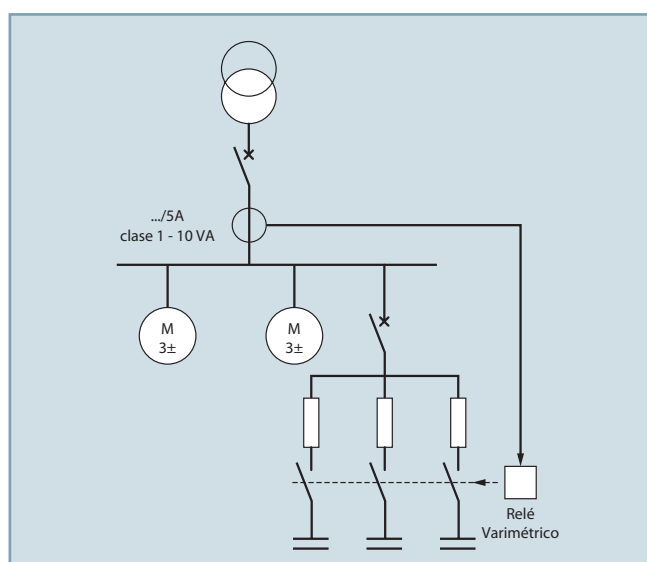 .../5A
clase 1 - 10 VA
M
3±
M
3±
Relé
Varimétrico